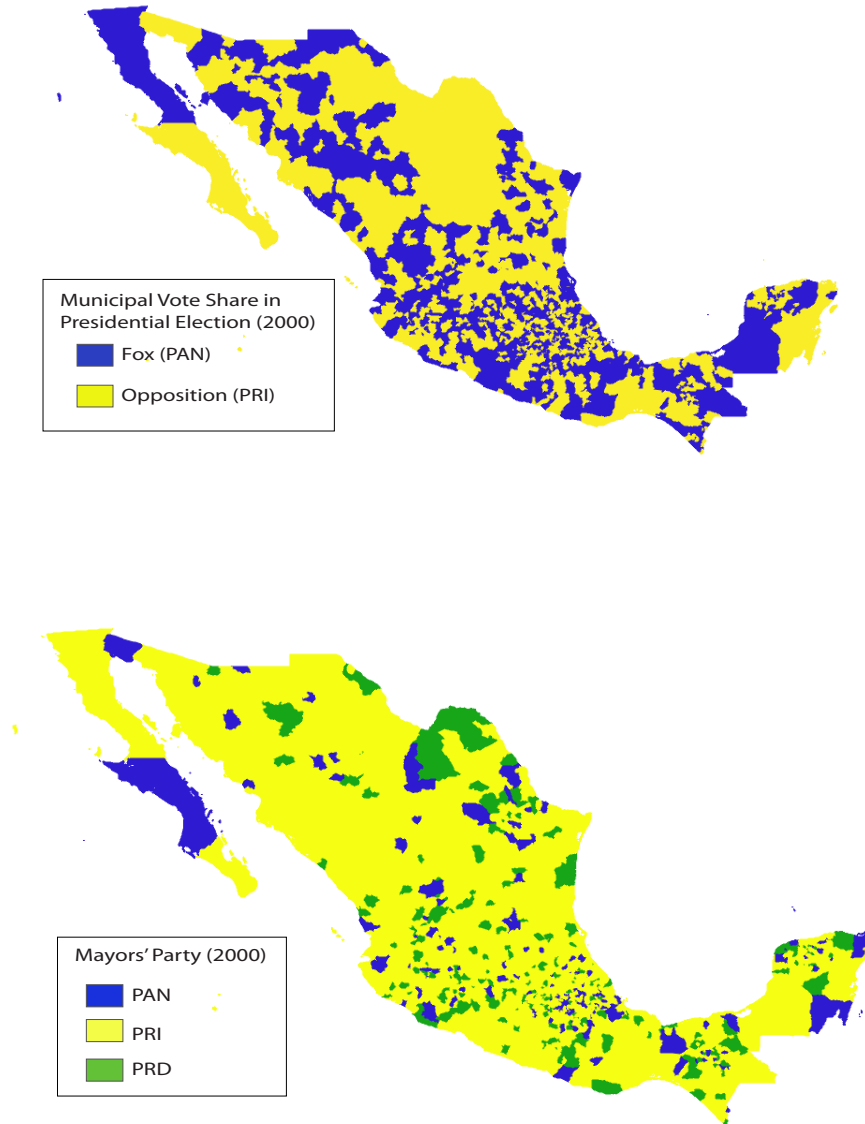 Municipal Vote Share in
Presidential Election (2000)
Fox (PAN)
Opposition (PRI)
Mayors' Party (2000)
PAN
PRI
PRD